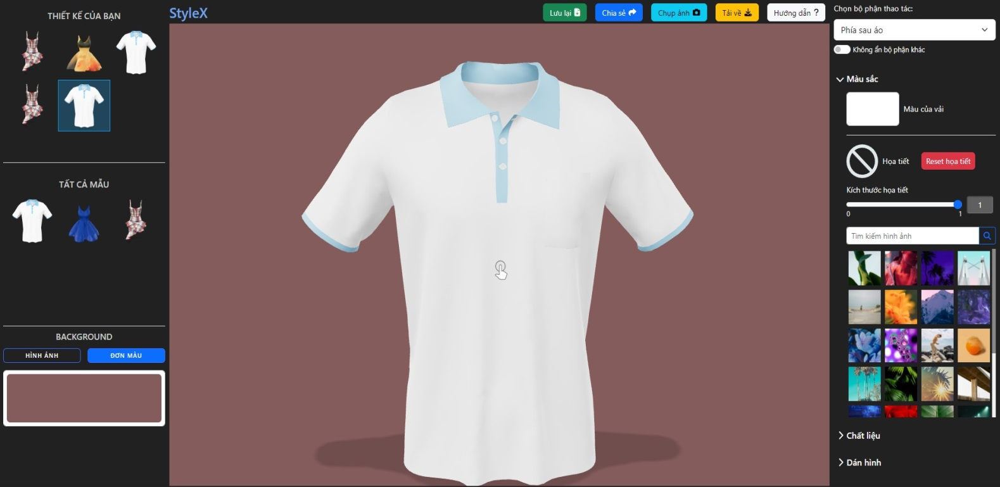 THIẾT KẾ CỦA BẠN
TẤT CẢ MẪU
BACKGROUND
HÌNH ẢNH
ĐƠN MÀU
StyleX
Lưu lại
Chia sẻ
Chụp ảnh
Tải về
Hướng dẫn ?
Chọn bộ phận thao tác:
Phía sau áo
Không ẩn bộ phận khác
Màu sắc
Màu của vải
Họa tiết
Reset họa tiết
Kích thước họa tiết
1
0
1
Tìm kiếm hình ảnh
Chất liệu
Dán hình